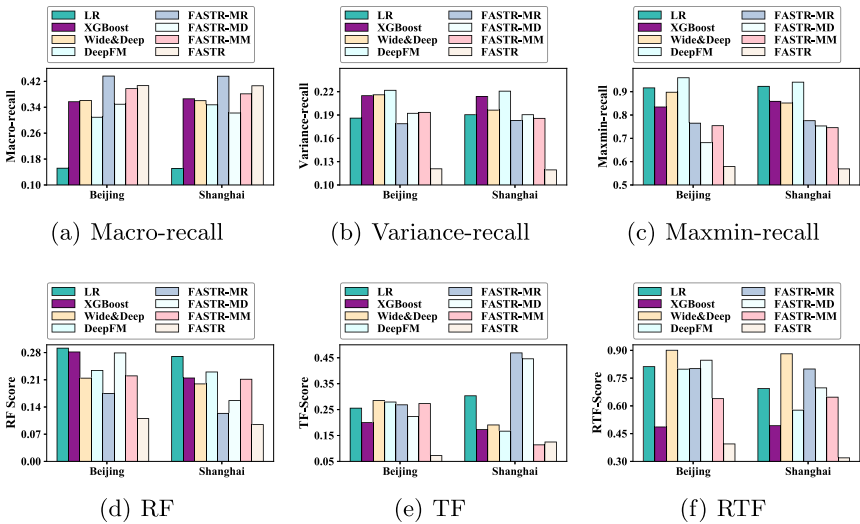 LR FASTR-MR
XGBoost FASTR-MD
Wide&Deep FASTR-MM
DeepFM FASTR
Macro-recall
0.42
0.34
0.26
0.18
0.10
Beijing Shanghai
(a) Macro-recall
LR FASTR-MR
XGBoost FASTR-MD
Wide&Deep FASTR-MM
DeepFM FASTR
Variance-recall
0.22
0.19
0.16
0.13
0.10
Beijing Shanghai
(b) Variance-recall
LR FASTR-MR
XGBoost FASTR-MD
Wide&Deep FASTR-MM
DeepFM FASTR
Maxmin-recall
0.9
0.8
0.7
0.6
0.5
Beijing Shanghai
(c) Maxmin-recall
LR FASTR-MR
XGBoost FASTR-MD
Wide&Deep FASTR-MM
DeepFM FASTR
RF Score
0.28
0.21
0.14
0.07
0.00
Beijing Shanghai
(d) RF
LR FASTR-MR
XGBoost FASTR-MD
Wide&Deep FASTR-MM
DeepFM FASTR
TF-Score
0.45
0.35
0.25
0.15
0.05
Beijing Shanghai
(e) TF
LR FASTR-MR
XGBoost FASTR-MD
Wide&Deep FASTR-MM
DeepFM FASTR
RTF-Score
0.90
0.75
0.60
0.45
0.30
Beijing Shanghai
(f) RTF